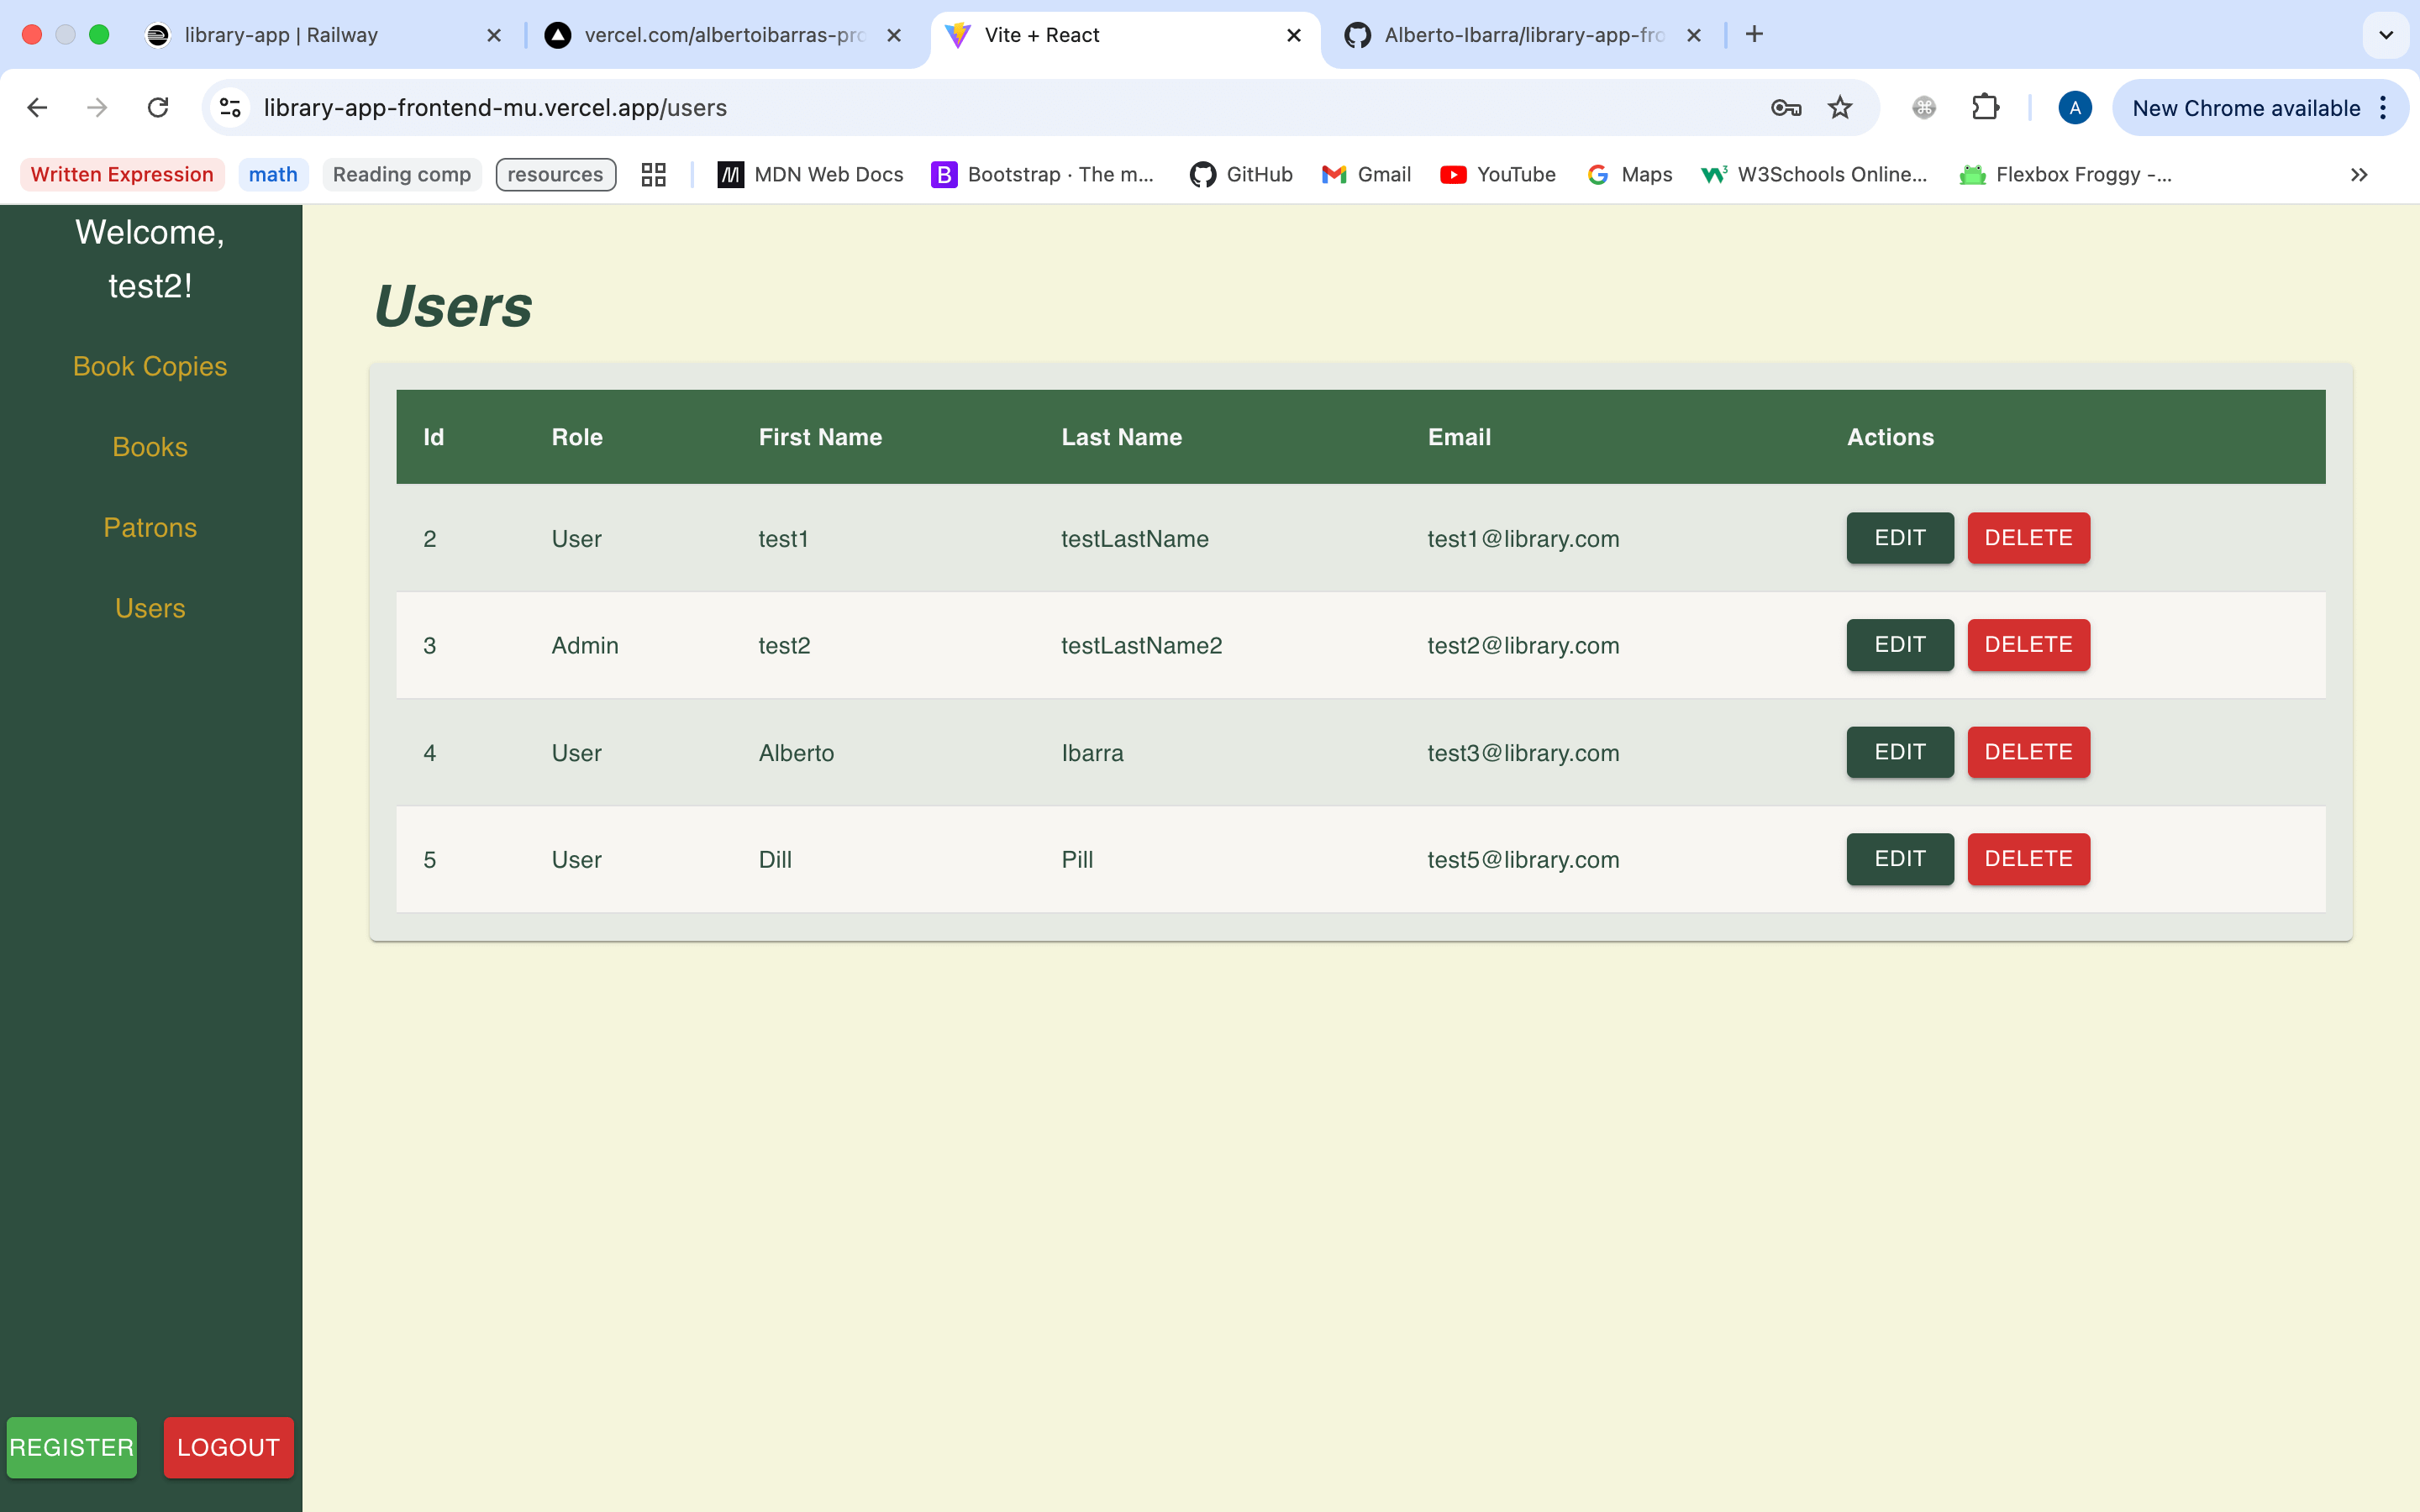 library-app | Railway
vercel.com/albertoibarras-pro
Vite + React
Alberto-Ibarra/library-app-fro
library-app-frontend-mu.vercel.app/users
A
New Chrome available
Written Expression
math
Reading comp
resources
MDN Web Docs
Bootstrap · The m...
GitHub
Gmail
YouTube
Maps
W3Schools Online...
Flexbox Froggy -...
Welcome,
test2!
Book Copies
Books
Patrons
Users
REGISTER
LOGOUT
Users
Id Role First Name Last Name Email Actions
2 User test1 testLastName test1@library.com EDIT DELETE
3 Admin test2 testLastName2 test2@library.com EDIT DELETE
4 User Alberto Ibarra test3@library.com EDIT DELETE
5 User Dill Pill test5@library.com EDIT DELETE